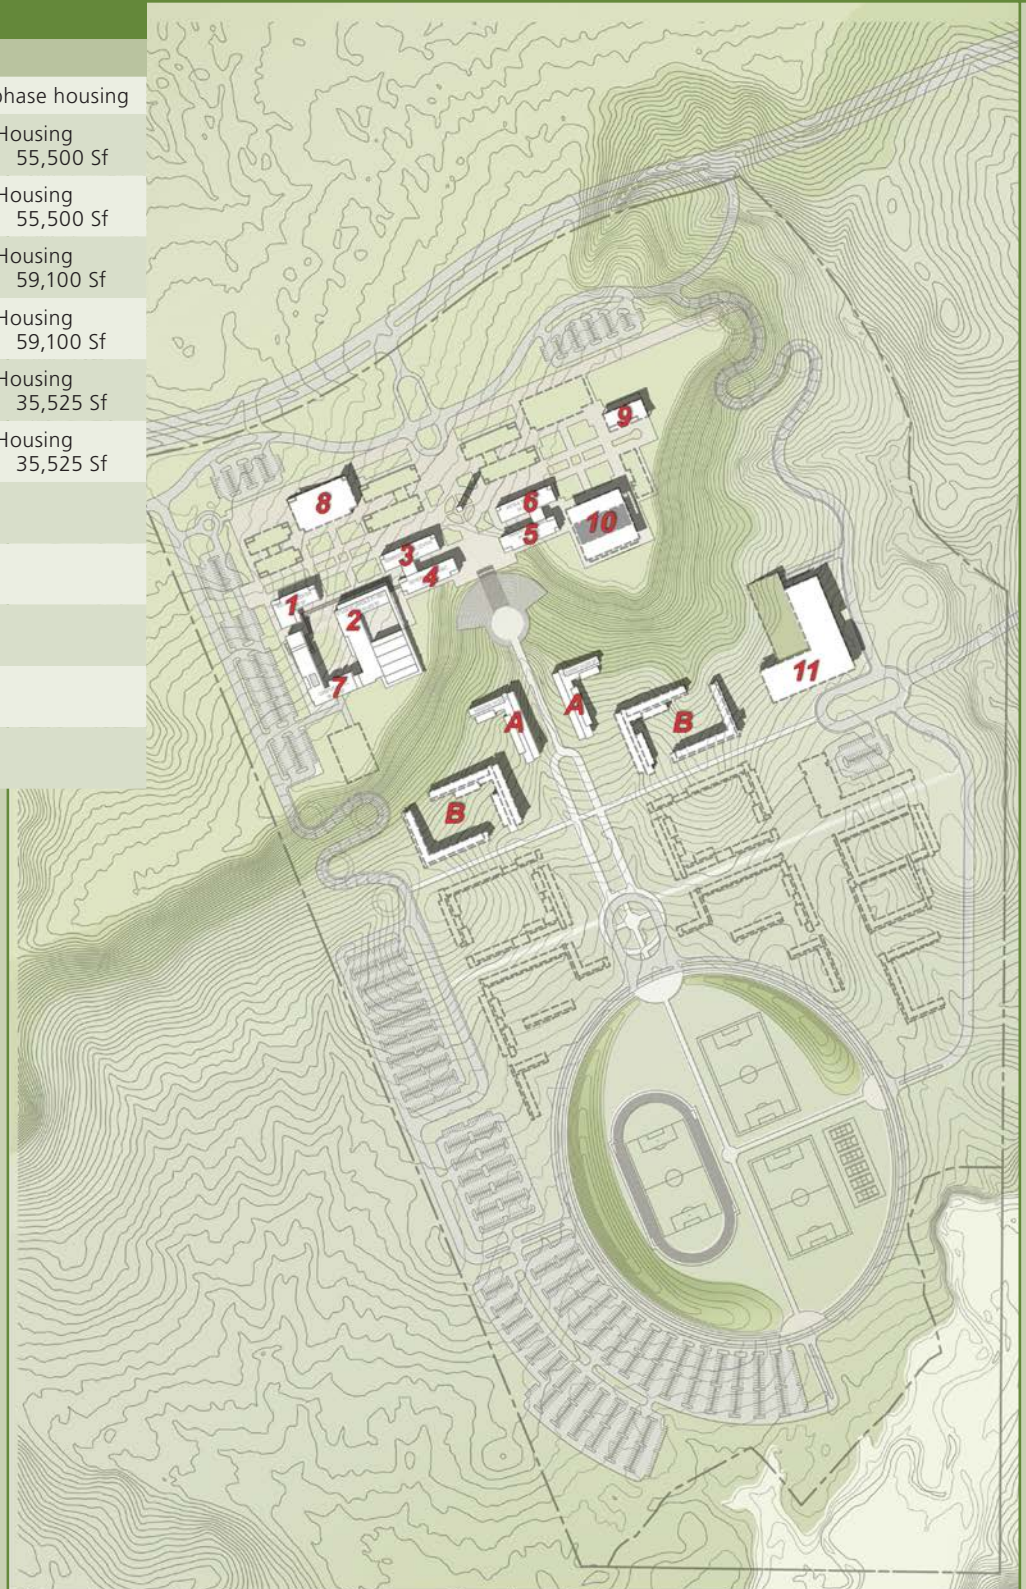 phase housing
Housing
55,500 Sf
Housing
55,500 Sf
Housing
59,100 Sf
Housing
59,100 Sf
Housing
35,525 Sf
Housing
35,525 Sf
9
8
6
10
5
3
4
1
2
7
11
A
A
B
B